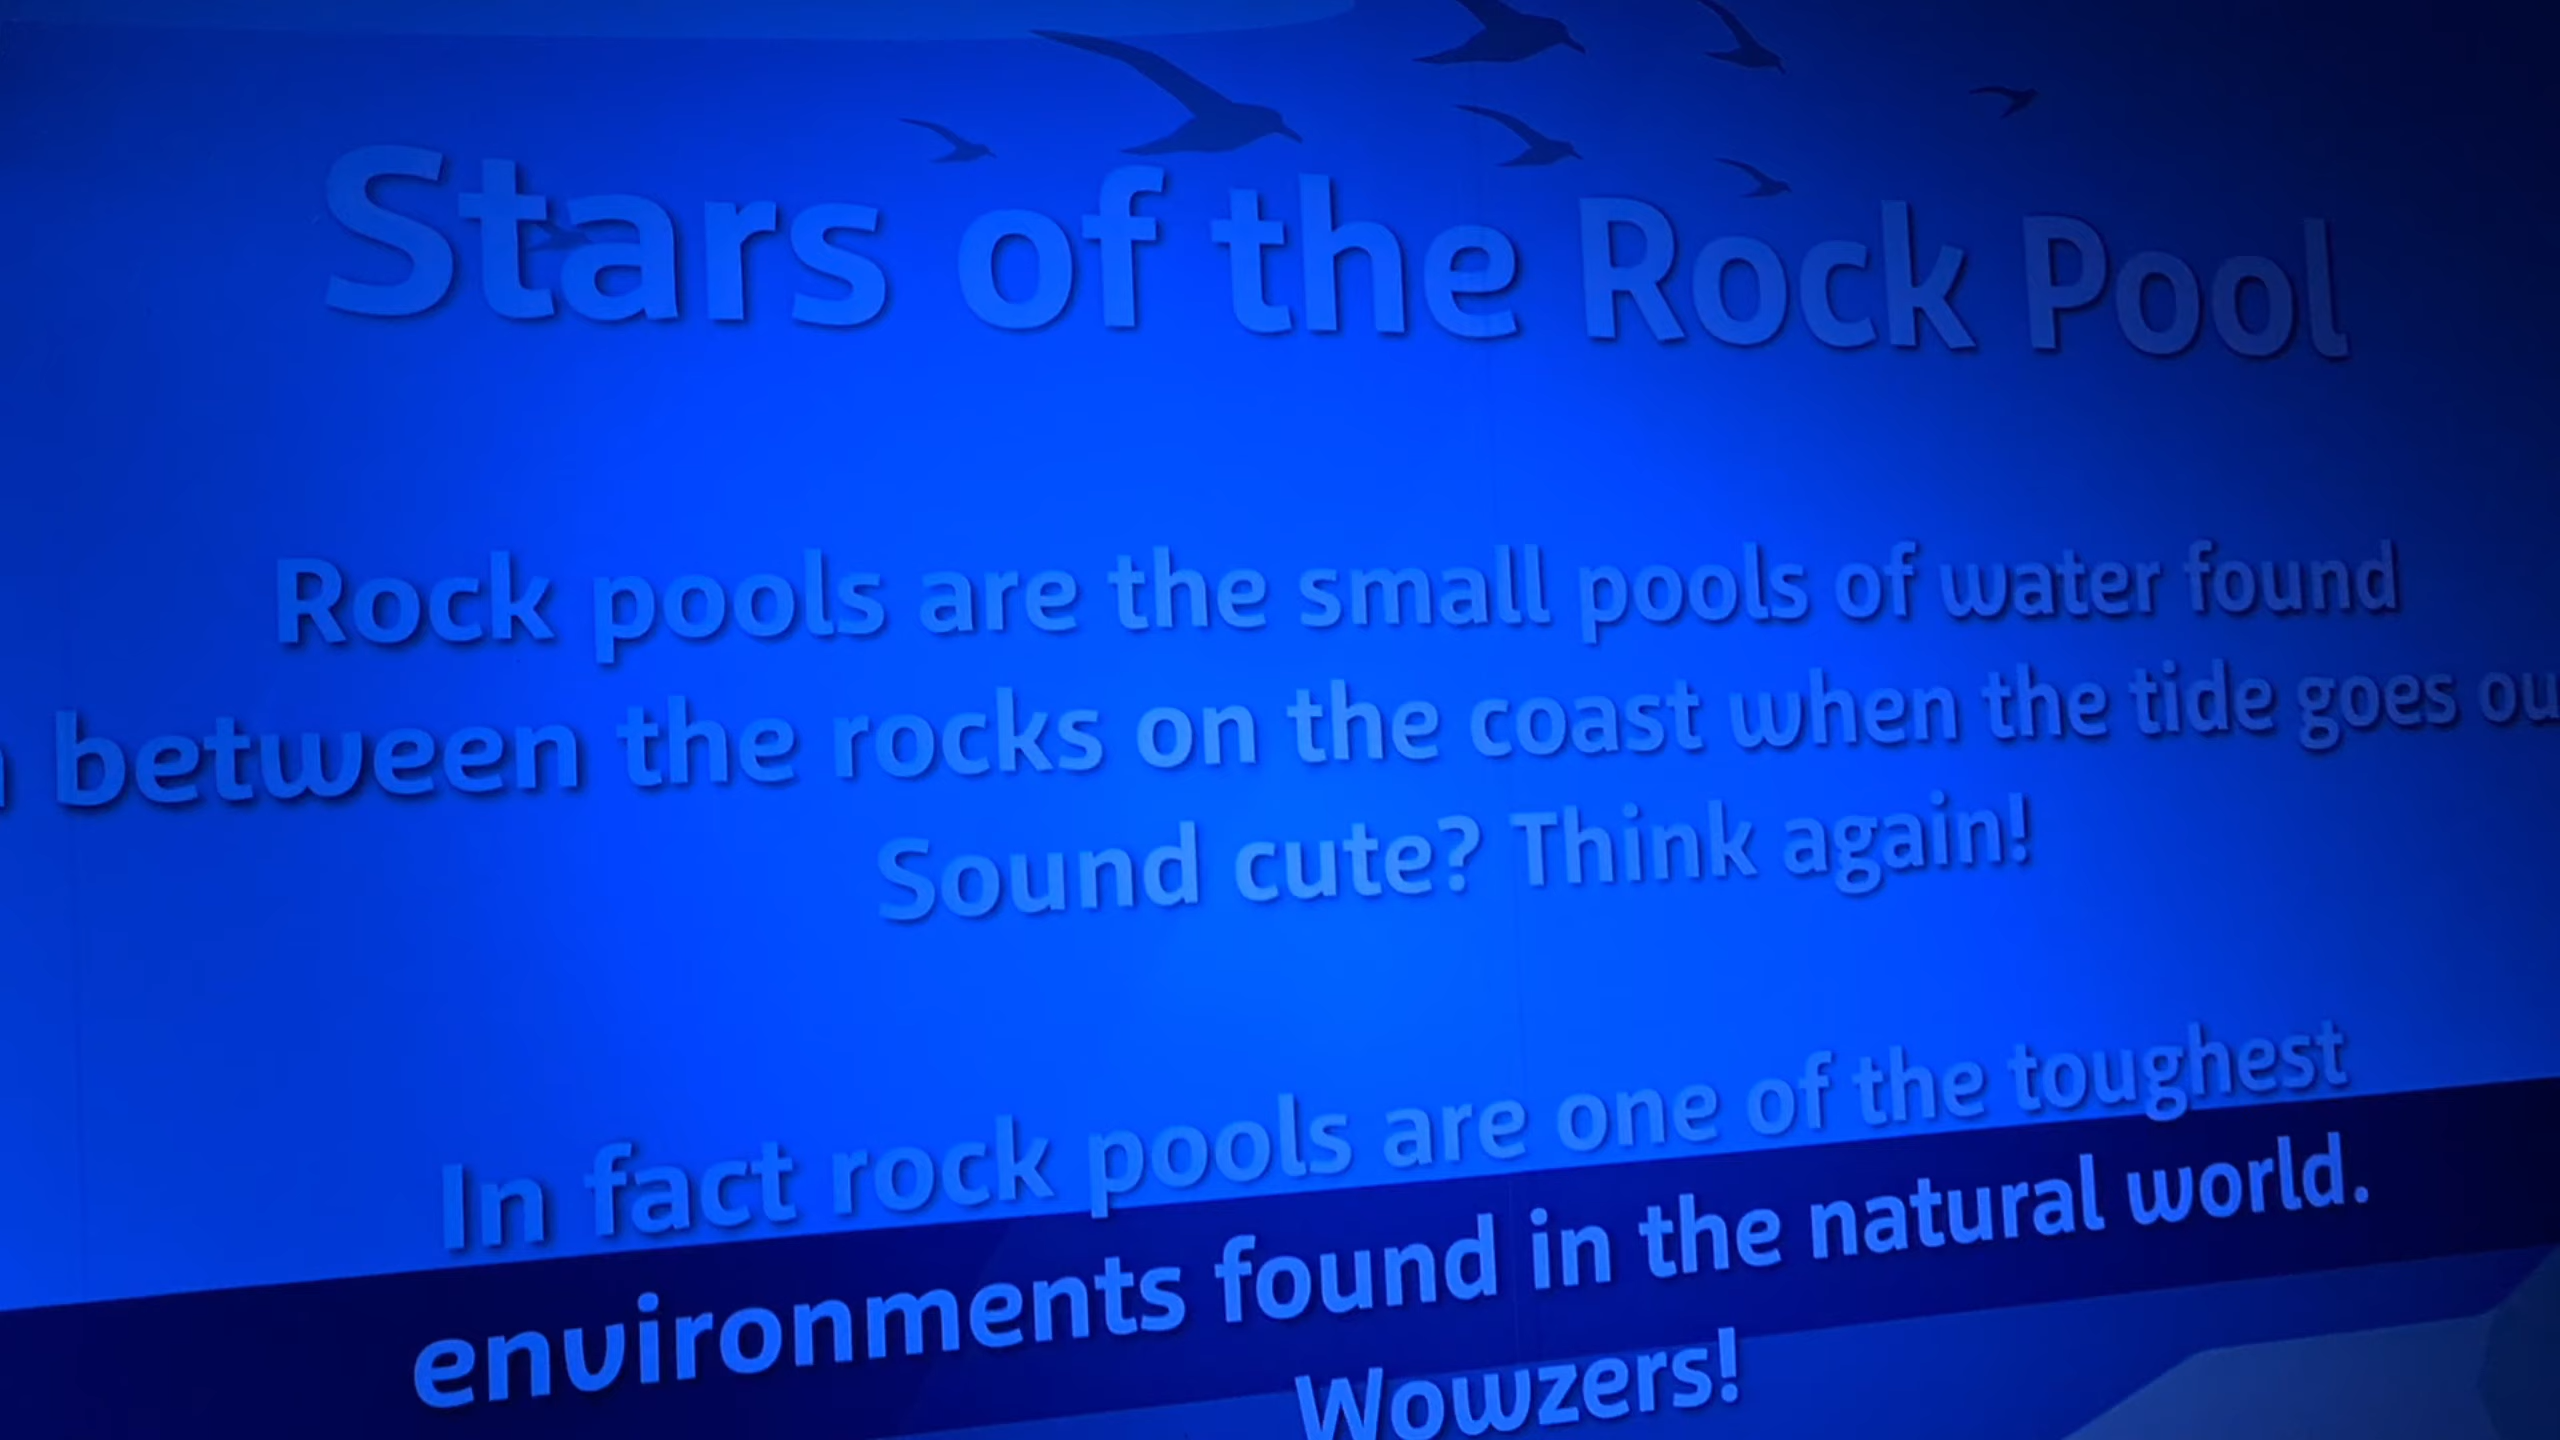 Stars of the Rock Pool
Rock pools are the small pools of water found
between the rocks on the coast when the tide goes
Sound cute? Think again!
In fact rock pools are one of the toughest
environments found in the natural world.
Wowzers!